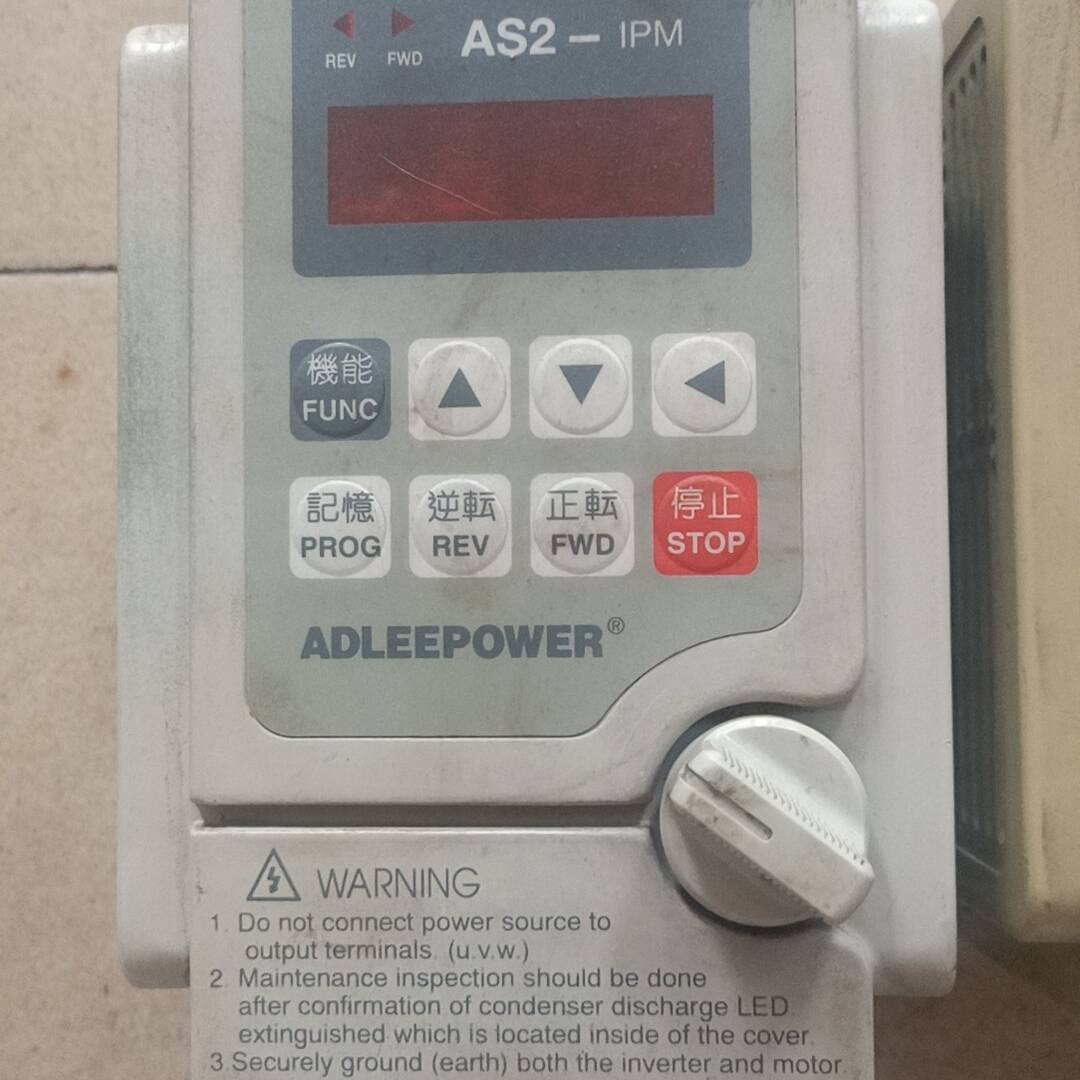 REV FWD AS2 – IPM
機能
FUNC
記憶 逆転 正転 停止
PROG REV FWD STOP
ADLEEPOWER®
WARNING
1. Do not connect power source to
output terminals. (u.v.w.)
2. Maintenance inspection should be done
after confirmation of condenser discharge LED
extinguished which is located inside of the cover.
3.Securely ground (earth) both the inverter and motor